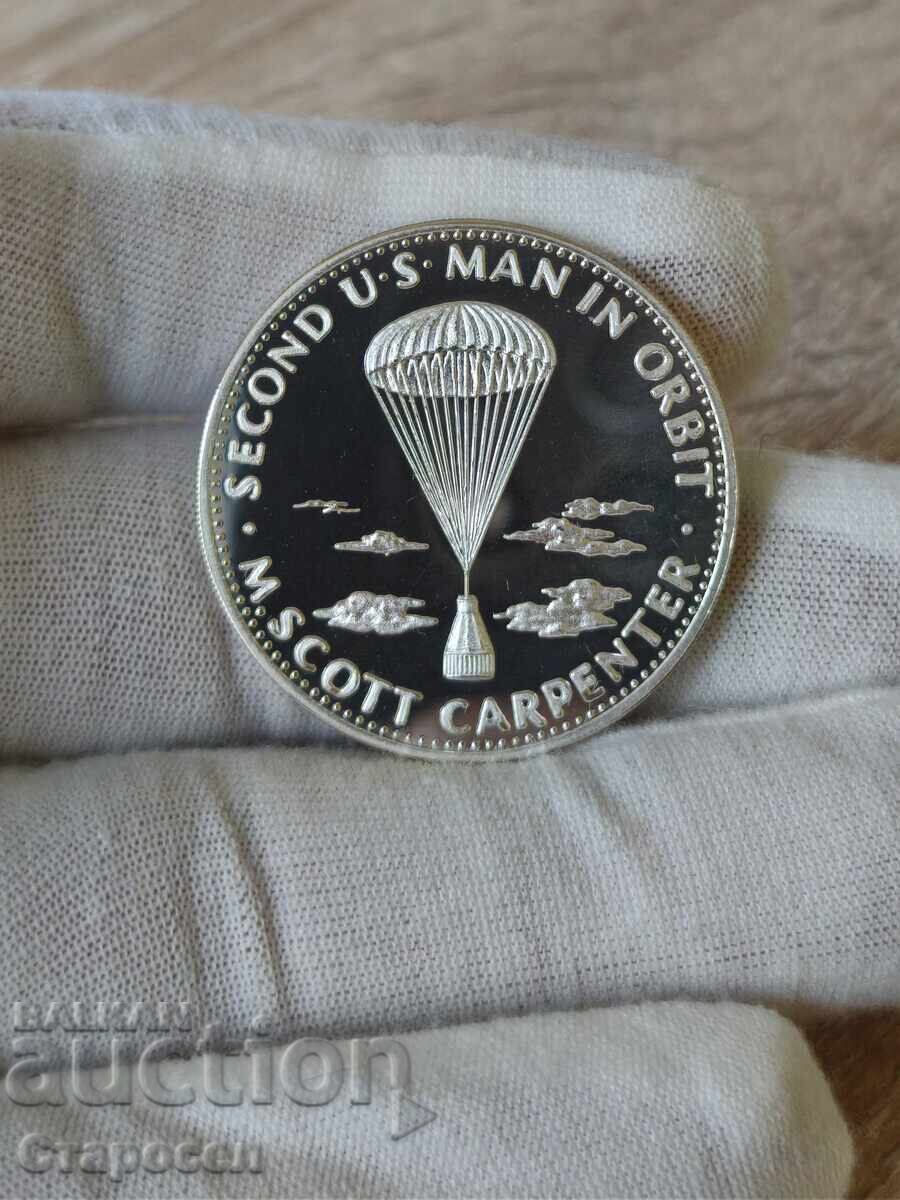 · SECOND U·S· MAN IN ORBIT ·
M SCOTT CARPENTER
BALKAN
auction
Старосел